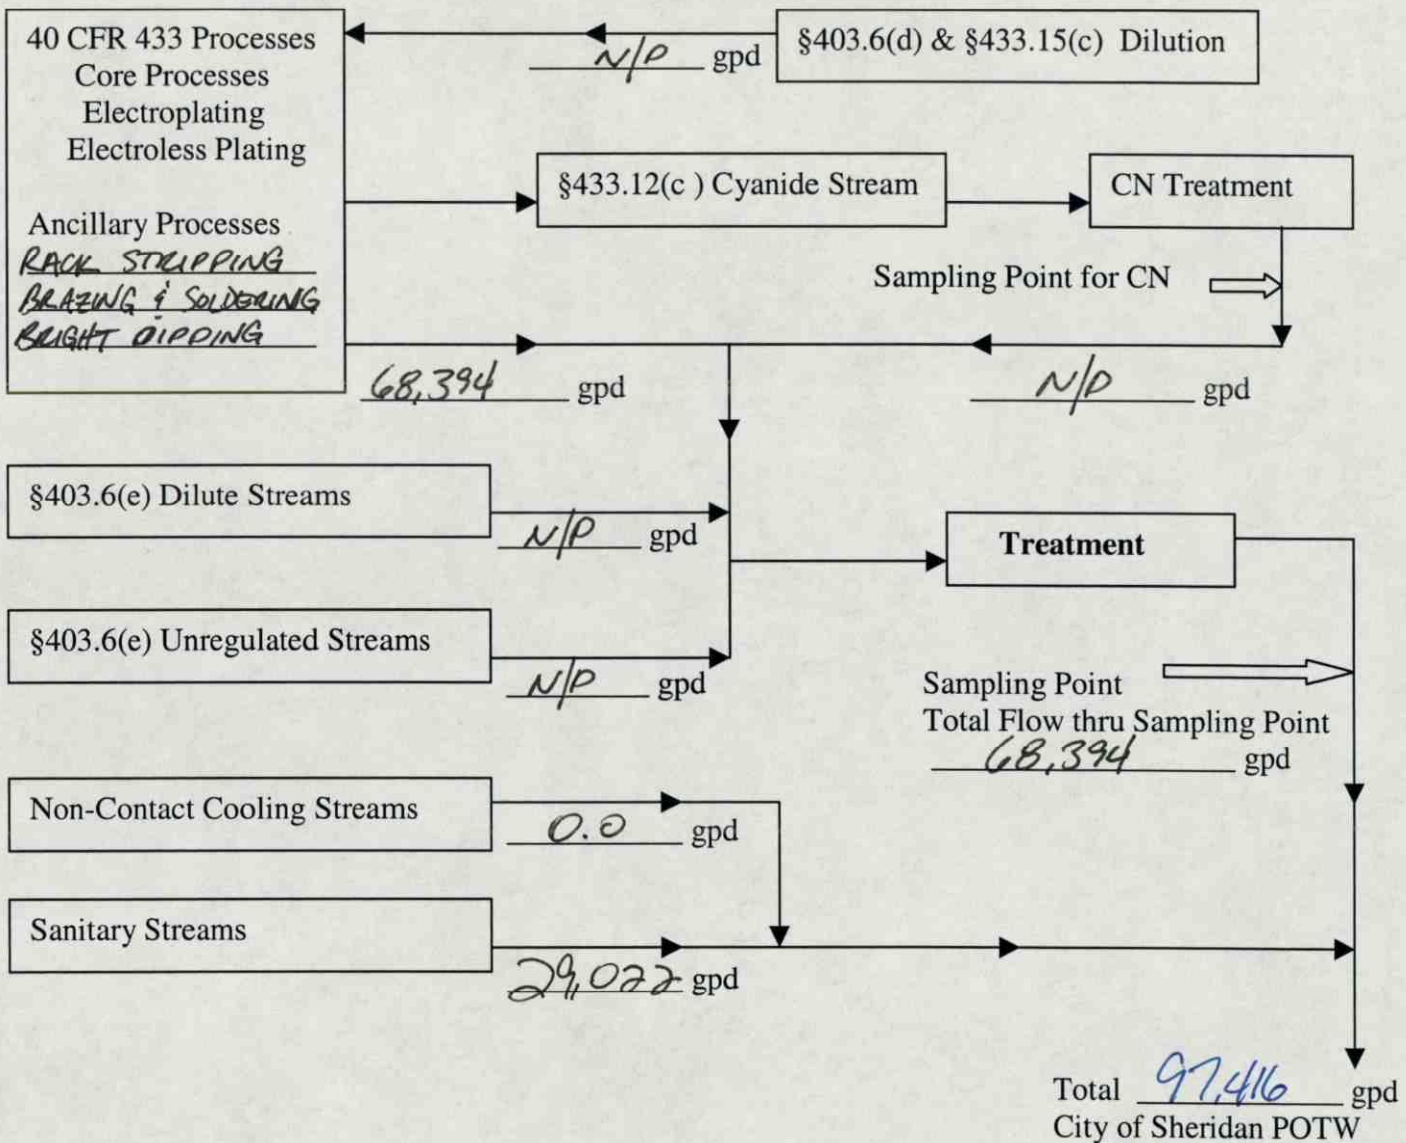 40 CFR 433 Processes
Core Processes
Electroplating
Electroless Plating
Ancillary Processes
RACK STRIPPING
BRAZING & SOLDERING
BRIGHT DIPPING
§403.6(d) & §433.15(c) Dilution
N/P gpd
§433.12(c ) Cyanide Stream
CN Treatment
Sampling Point for CN
68,394 gpd
N/P gpd
§403.6(e) Dilute Streams
N/P gpd
Treatment
§403.6(e) Unregulated Streams
N/P gpd
Sampling Point
Total Flow thru Sampling Point
68,394 gpd
Non-Contact Cooling Streams
0.0 gpd
Sanitary Streams
29,022 gpd
Total 97,416 gpd
City of Sheridan POTW